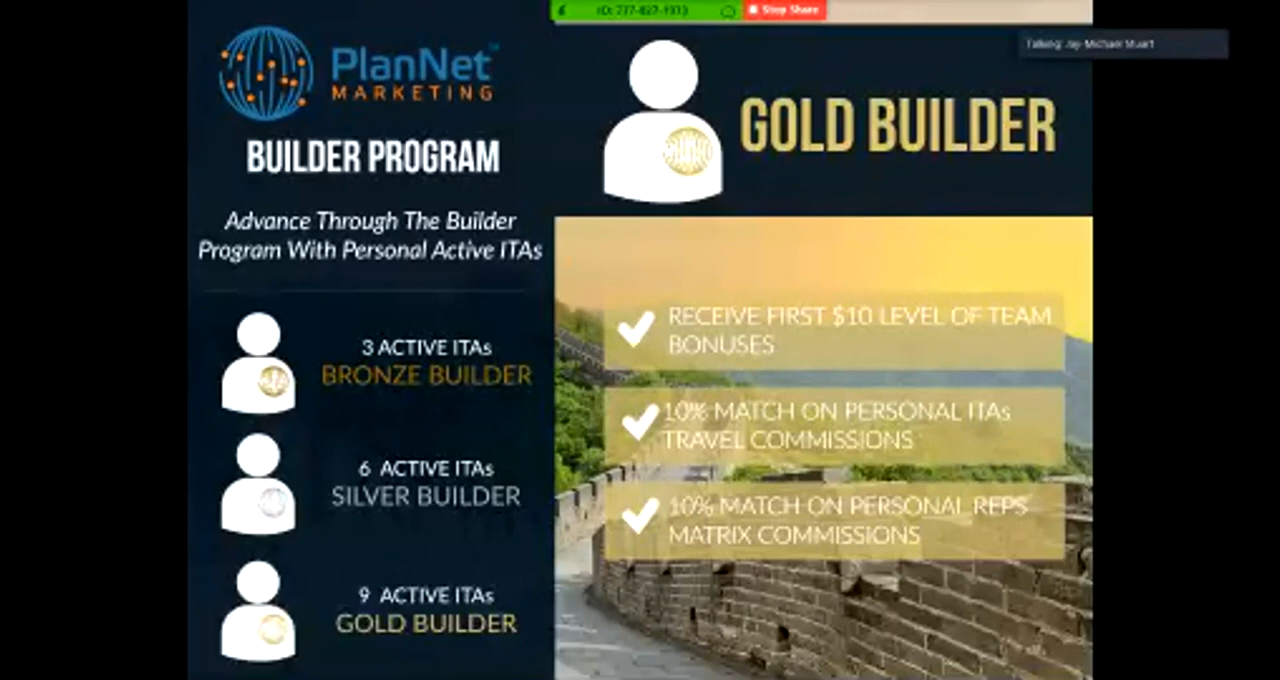 ID: 737-827-1973
Stop Share
Talking: Jay-Michael Stuart
PlanNet
MARKETING
BUILDER PROGRAM
Advance Through The Builder
Program With Personal Active ITAs
3 ACTIVE ITAs
BRONZE BUILDER
6 ACTIVE ITAs
SILVER BUILDER
9 ACTIVE ITAs
GOLD BUILDER
GOLD BUILDER
RECEIVE FIRST $10 LEVEL OF TEAM
BONUSES
10% MATCH ON PERSONAL ITAs
TRAVEL COMMISSIONS
10% MATCH ON PERSONAL REPS
MATRIX COMMISSIONS